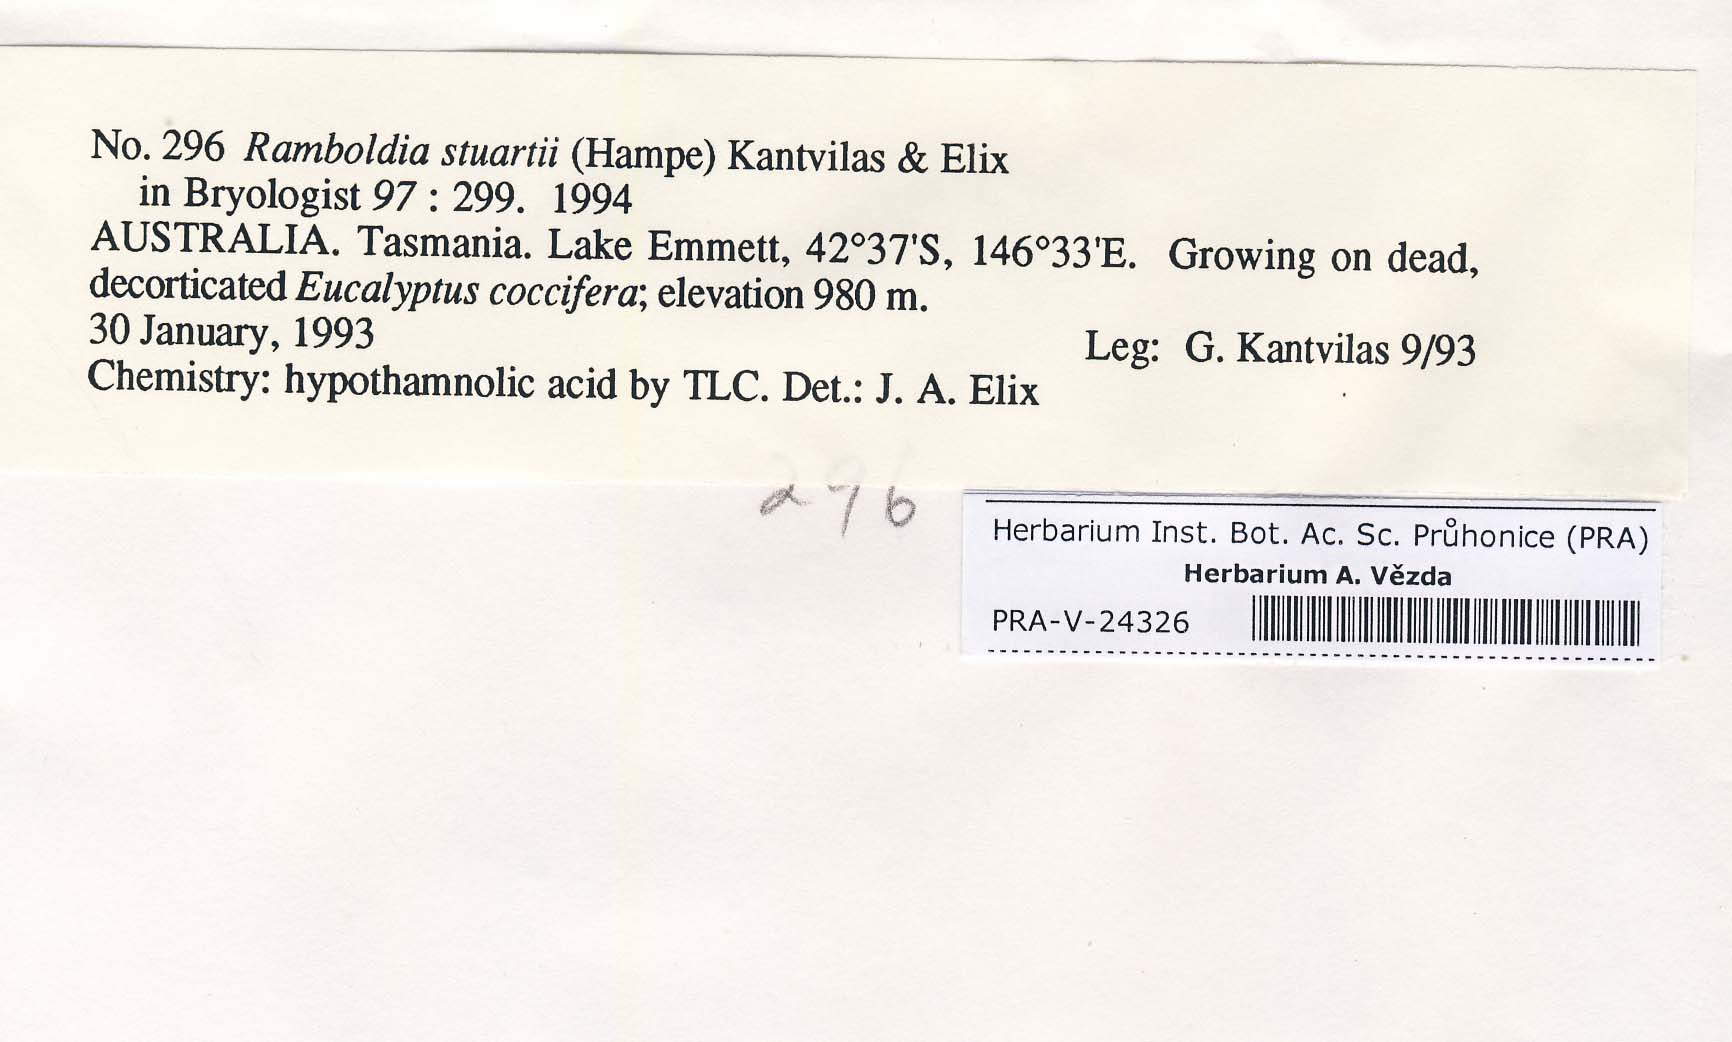 No. 296 Ramboldia stuartii (Hampe) Kantvilas & Elix
in Bryologist 97 : 299. 1994
AUSTRALIA. Tasmania. Lake Emmett, 42°37'S, 146°33'E. Growing on dead,
decorticated Eucalyptus coccifera; elevation 980 m.
30 January, 1993 Leg: G. Kantvilas 9/93
Chemistry: hypothamnolic acid by TLC. Det.: J. A. Elix
296
Herbarium Inst. Bot. Ac. Sc. Průhonice (PRA)
Herbarium A. Vězda
PRA-V-24326